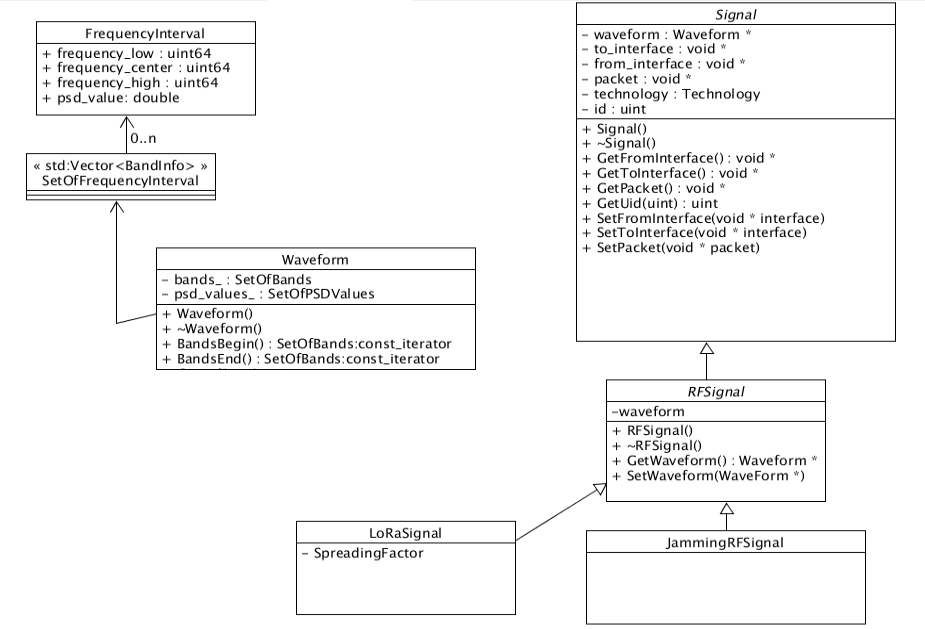 FrequencyInterval
+ frequency_low : uint64
+ frequency_center : uint64
+ frequency_high : uint64
+ psd_value: double
0..n
« std:Vector<BandInfo> »
SetOfFrequencyInterval
Waveform
- bands_ : SetOfBands
- psd_values_ : SetOfPSDValues
+ Waveform()
+ ~Waveform()
+ BandsBegin() : SetOfBands:const_iterator
+ BandsEnd() : SetOfBands:const_iterator
Signal
- waveform : Waveform *
- to_interface : void *
- from_interface : void *
- packet : void *
- technology : Technology
- id : uint
+ Signal()
+ ~Signal()
+ GetFromInterface() : void *
+ GetToInterface() : void *
+ GetPacket() : void *
+ GetUid(uint) : uint
+ SetFromInterface(void * interface)
+ SetToInterface(void * interface)
+ SetPacket(void * packet)
RFSignal
-waveform
+ RFSignal()
+ ~RFSignal()
+ GetWaveform() : Waveform *
+ SetWaveform(WaveForm *)
LoRaSignal
- SpreadingFactor
JammingRFSignal